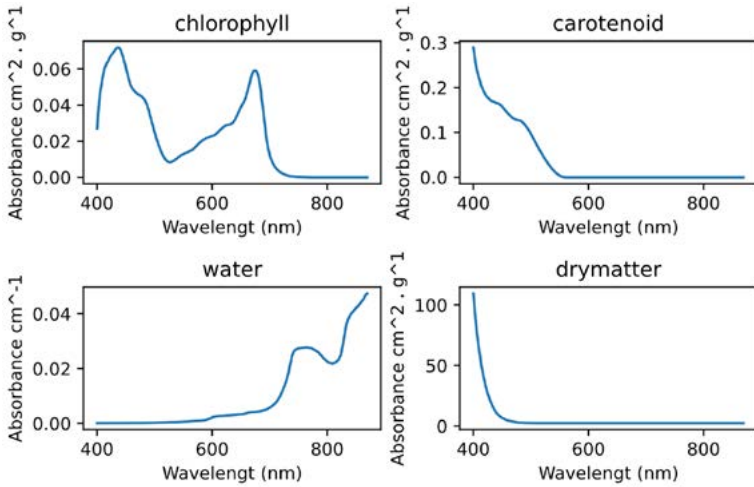 chlorophyll
Absorbance cm^2 . g^1
0.06
0.04
0.02
0.00
400
600
800
Wavelengt (nm)
carotenoid
Absorbance cm^2 . g^1
0.3
0.2
0.1
0.0
400
600
800
Wavelengt (nm)
water
Absorbance cm^-1
0.04
0.02
0.00
400
600
800
Wavelengt (nm)
drymatter
Absorbance cm^2 . g^1
100
50
0
400
600
800
Wavelengt (nm)